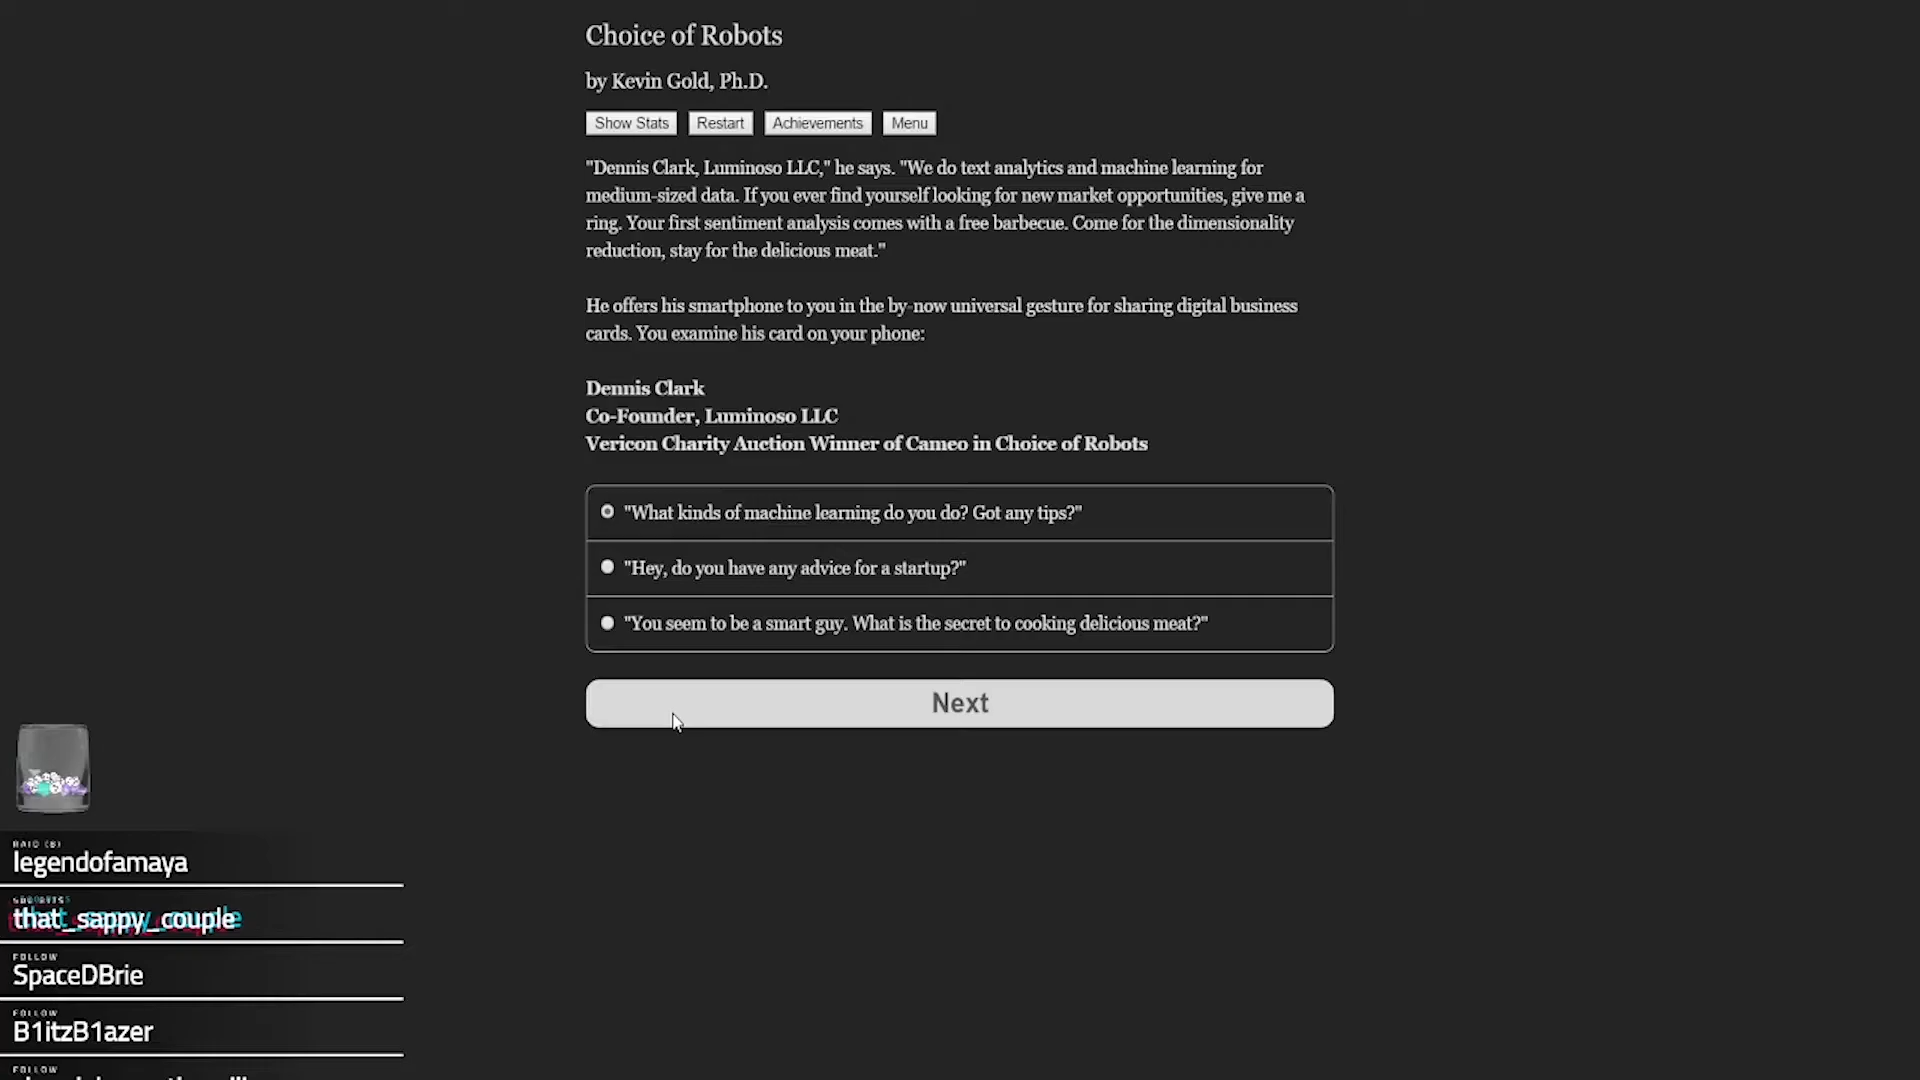 Choice of Robots
by Kevin Gold, Ph.D.
Show Stats Restart Achievements Menu
"Dennis Clark, Luminoso LLC," he says. "We do text analytics and machine learning for
medium-sized data. If you ever find yourself looking for new market opportunities, give me a
ring. Your first sentiment analysis comes with a free barbecue. Come for the dimensionality
reduction, stay for the delicious meat."
He offers his smartphone to you in the by-now universal gesture for sharing digital business
cards. You examine his card on your phone:
Dennis Clark
Co-Founder, Luminoso LLC
Vericon Charity Auction Winner of Cameo in Choice of Robots
"What kinds of machine learning do you do? Got any tips?"
"Hey, do you have any advice for a startup?"
"You seem to be a smart guy. What is the secret to cooking delicious meat?"
Next
RAID (8)
legendofamaya
that_sappy_couple
FOLLOW
SpaceDBrie
FOLLOW
B1itzB1azer
FOLLOW